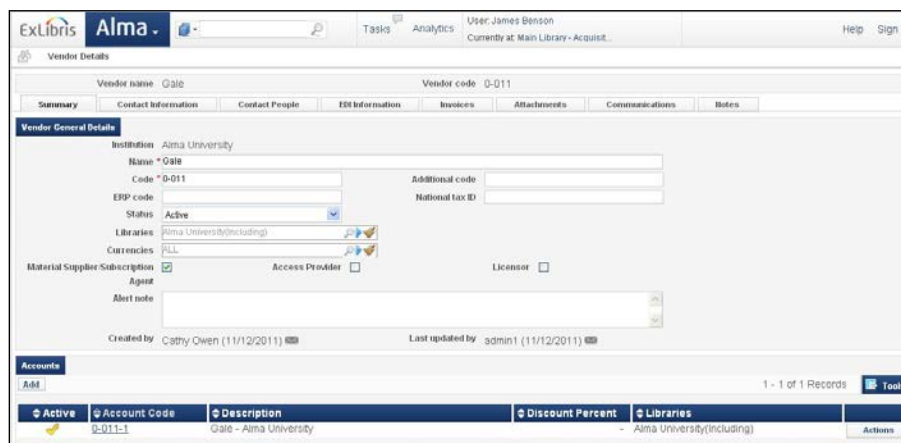 ExLibris Alma Tasks Analytics User: James Benson Help Sign
Currently at: Main Library - Acquisit...
Vendor Details
Vendor name Gale Vendor code 0-011
Summary Contact Information Contact People EDI Information Invoices Attachments Communications Notes
Vendor General Details
Institution Alma University
Name * Gale
Code * 0-011 Additional code
ERP code National tax ID
Status Active
Libraries Alma University(Including)
Currencies ALL
Material Supplier/Subscription Agent Access Provider Licensor
Alert note
Created by Cathy Owen (11/12/2011) Last updated by admin1 (11/12/2011)
Accounts
Add 1 - 1 of 1 Records Tool
Active Account Code Description Discount Percent Libraries
0-011-1 Gale - Alma University - Alma University(Including) Actions